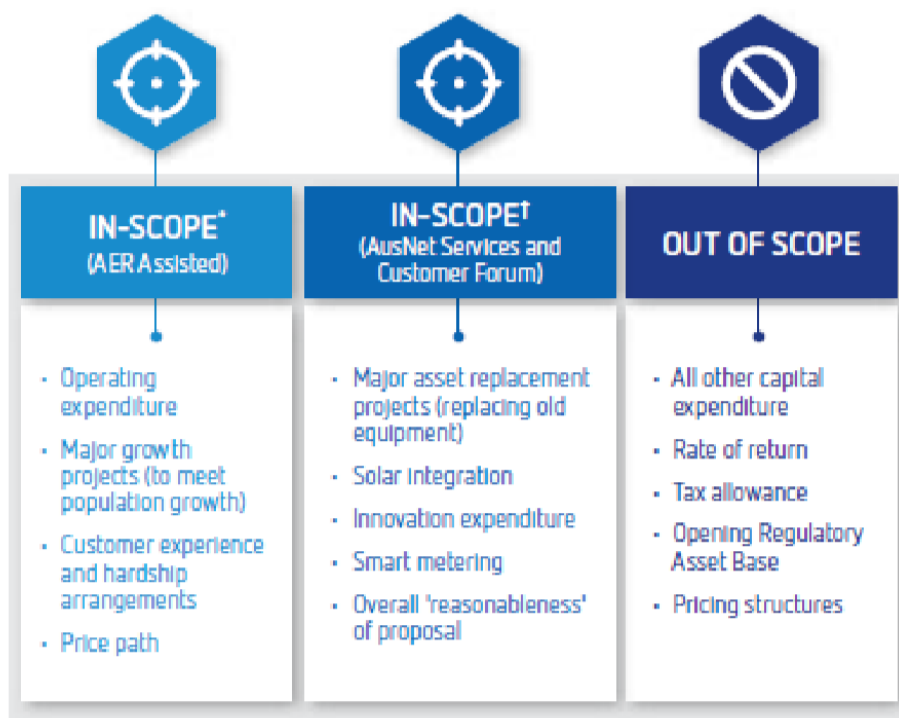 IN-SCOPE*
(AER Assisted)
• Operating
expenditure
• Major growth
projects (to meet
population growth)
• Customer experience
and hardship
arrangements
• Price path
IN-SCOPE†
(AusNet Services and
Customer Forum)
• Major asset replacement
projects (replacing old
equipment)
• Solar integration
• Innovation expenditure
• Smart metering
• Overall 'reasonableness'
of proposal
OUT OF SCOPE
• All other capital
expenditure
• Rate of return
• Tax allowance
• Opening Regulatory
Asset Base
• Pricing structures